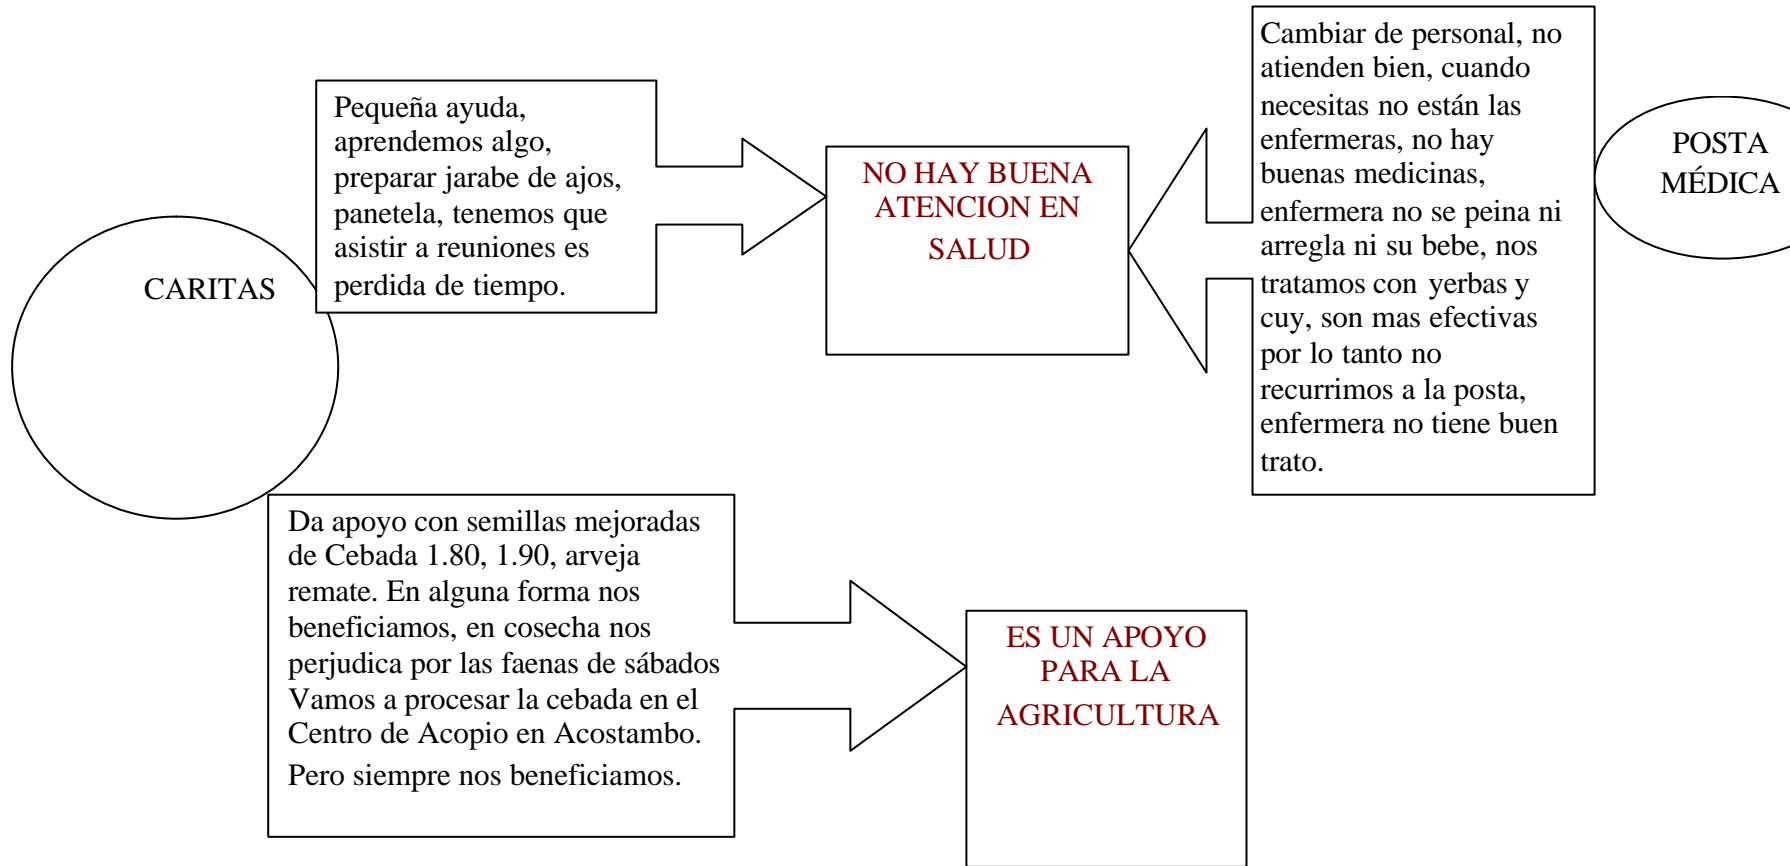 CARITAS
Pequeña ayuda,
aprendemos algo,
preparar jarabe de ajos,
panetela, tenemos que
asistir a reuniones es
perdida de tiempo.
NO HAY BUENA
ATENCION EN
SALUD
Cambiar de personal, no
atienden bien, cuando
necesitas no están las
enfermeras, no hay
buenas medicinas,
enfermera no se peina ni
arregla ni su bebe, nos
tratamos con yerbas y
cuy, son mas efectivas
por lo tanto no
recurrimos a la posta,
enfermera no tiene buen
trato.
POSTA
MÉDICA
Da apoyo con semillas mejoradas
de Cebada 1.80, 1.90, arveja
remate. En alguna forma nos
beneficiamos, en cosecha nos
perjudica por las faenas de sábados
Vamos a procesar la cebada en el
Centro de Acopio en Acostambo.
Pero siempre nos beneficiamos.
ES UN APOYO
PARA LA
AGRICULTURA